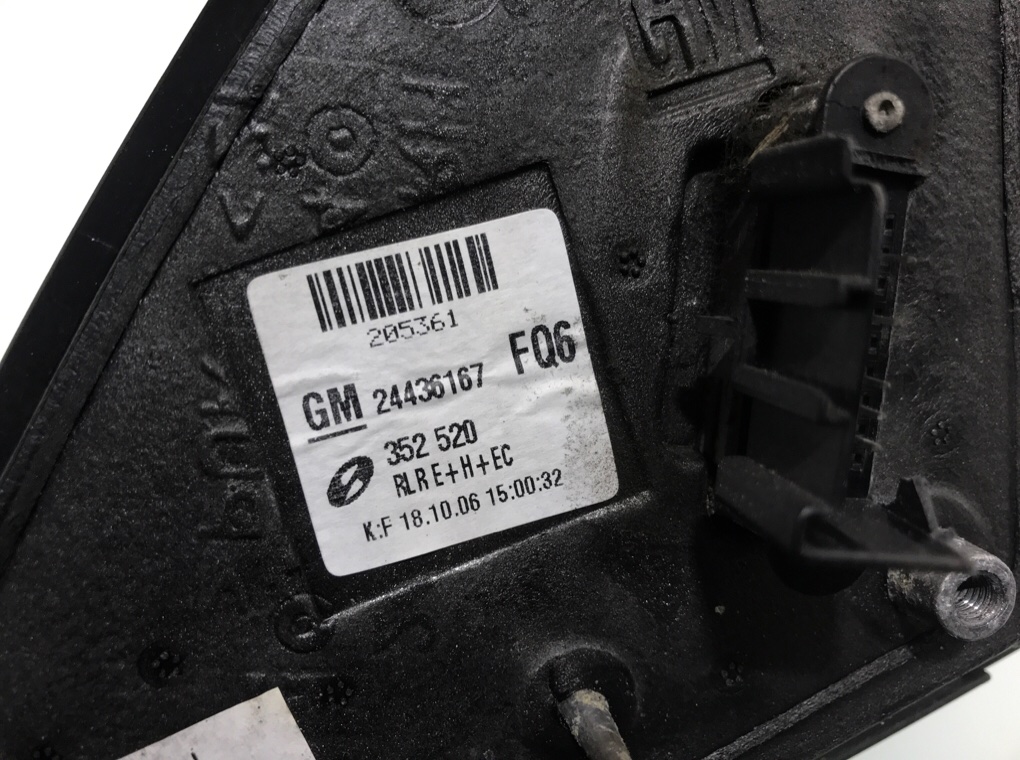 GM
205361
FQ6
GM 24436167
352 520
RLR E+H+EC
K:F 18.10.06 15:00:32